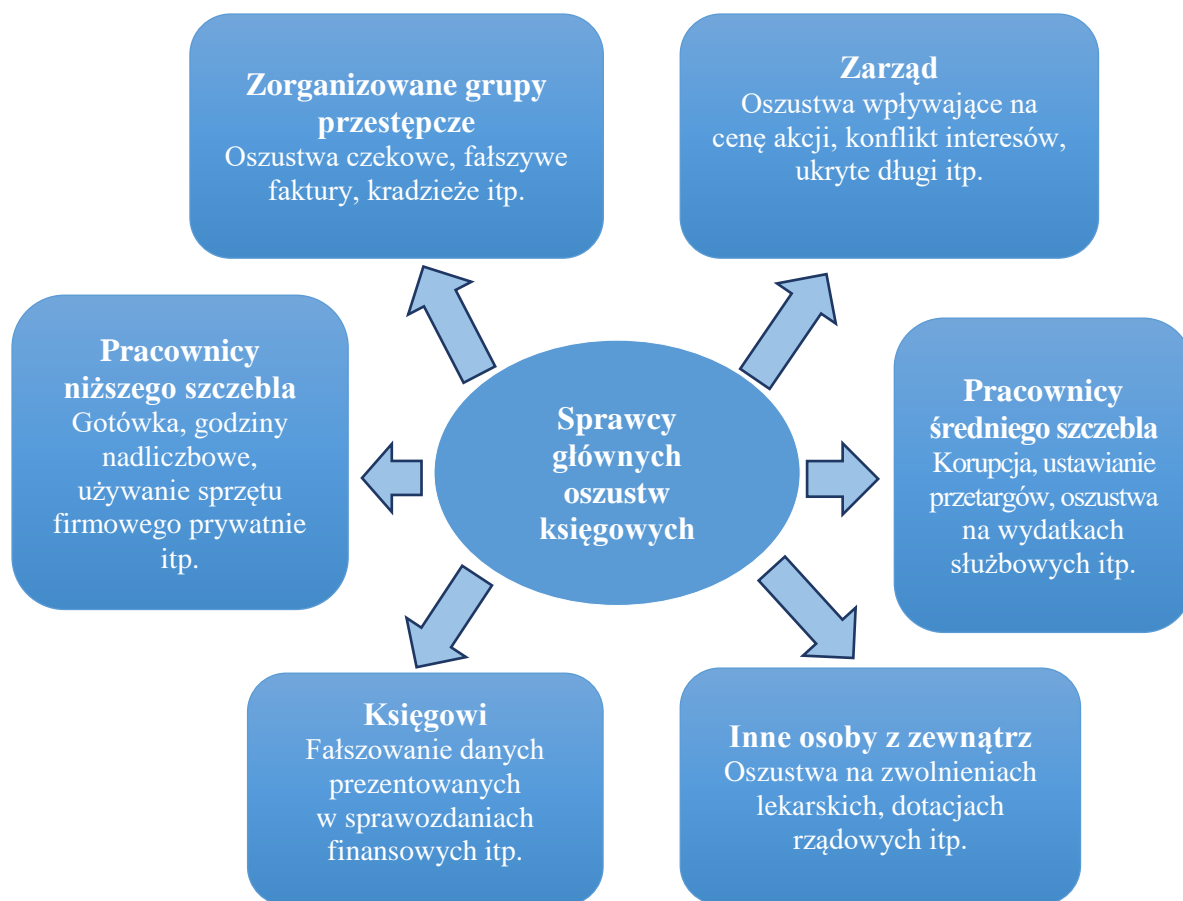 Zorganizowane grupy
przestępcze
Oszustwa czekowe, fałszywe
faktury, kradzieże itp.
Zarząd
Oszustwa wpływające na
cenę akcji, konflikt interesów,
ukryte długi itp.
Pracownicy
niższego szczebla
Gotówka, godziny
nadliczbowe,
używanie sprzętu
firmowego prywatnie
itp.
Sprawcy
głównych
oszustw
księgowych
Pracownicy
średniego szczebla
Korupcja, ustawianie
przetargów, oszustwa
na wydatkach
służbowych itp.
Księgowi
Fałszowanie danych
prezentowanych
w sprawozdaniach
finansowych itp.
Inne osoby z zewnątrz
Oszustwa na zwolnieniach
lekarskich, dotacjach
rządowych itp.